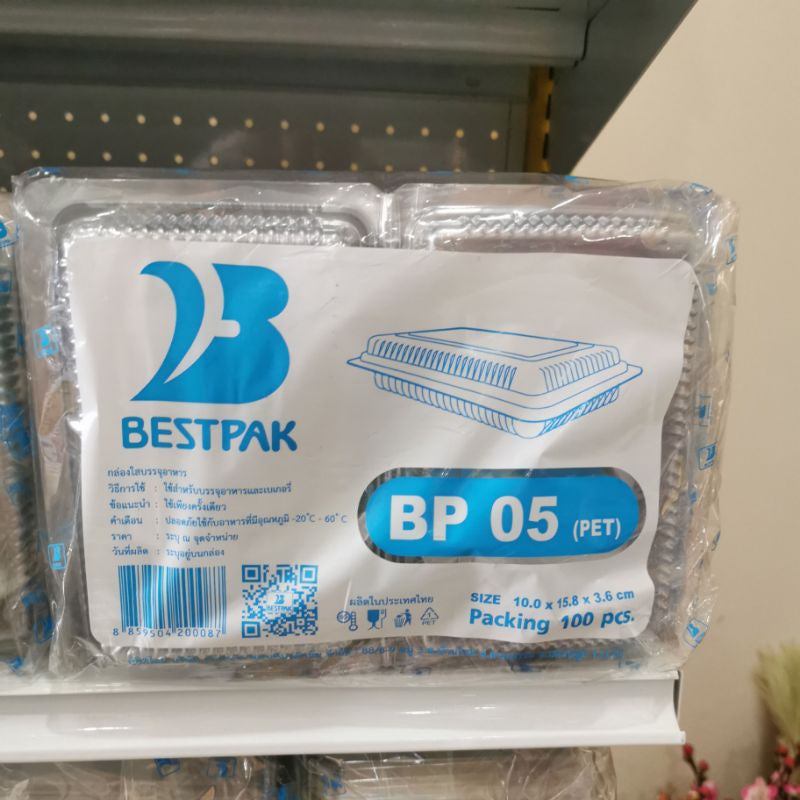 BESTPAK
กล่องใสบรรจุอาหาร
วิธีการใช้ : ใช้สำหรับบรรจุอาหารและเบเกอรี่
ข้อแนะนำ : ใช้เพียงครั้งเดียว
คำเตือน : ปลอดภัยใช้กับอาหารที่มีอุณหภูมิ -20°C - 60°C
ราคา : ระบุ ณ จุดจำหน่าย
วันที่ผลิต : ระบุอยู่บนกล่อง
BP 05 (PET)
8 859504 200087
BESTPAK
ผลิตในประเทศไทย
1
PET
SIZE 10.0 x 15.8 x 3.6 cm
Packing 100 pcs.